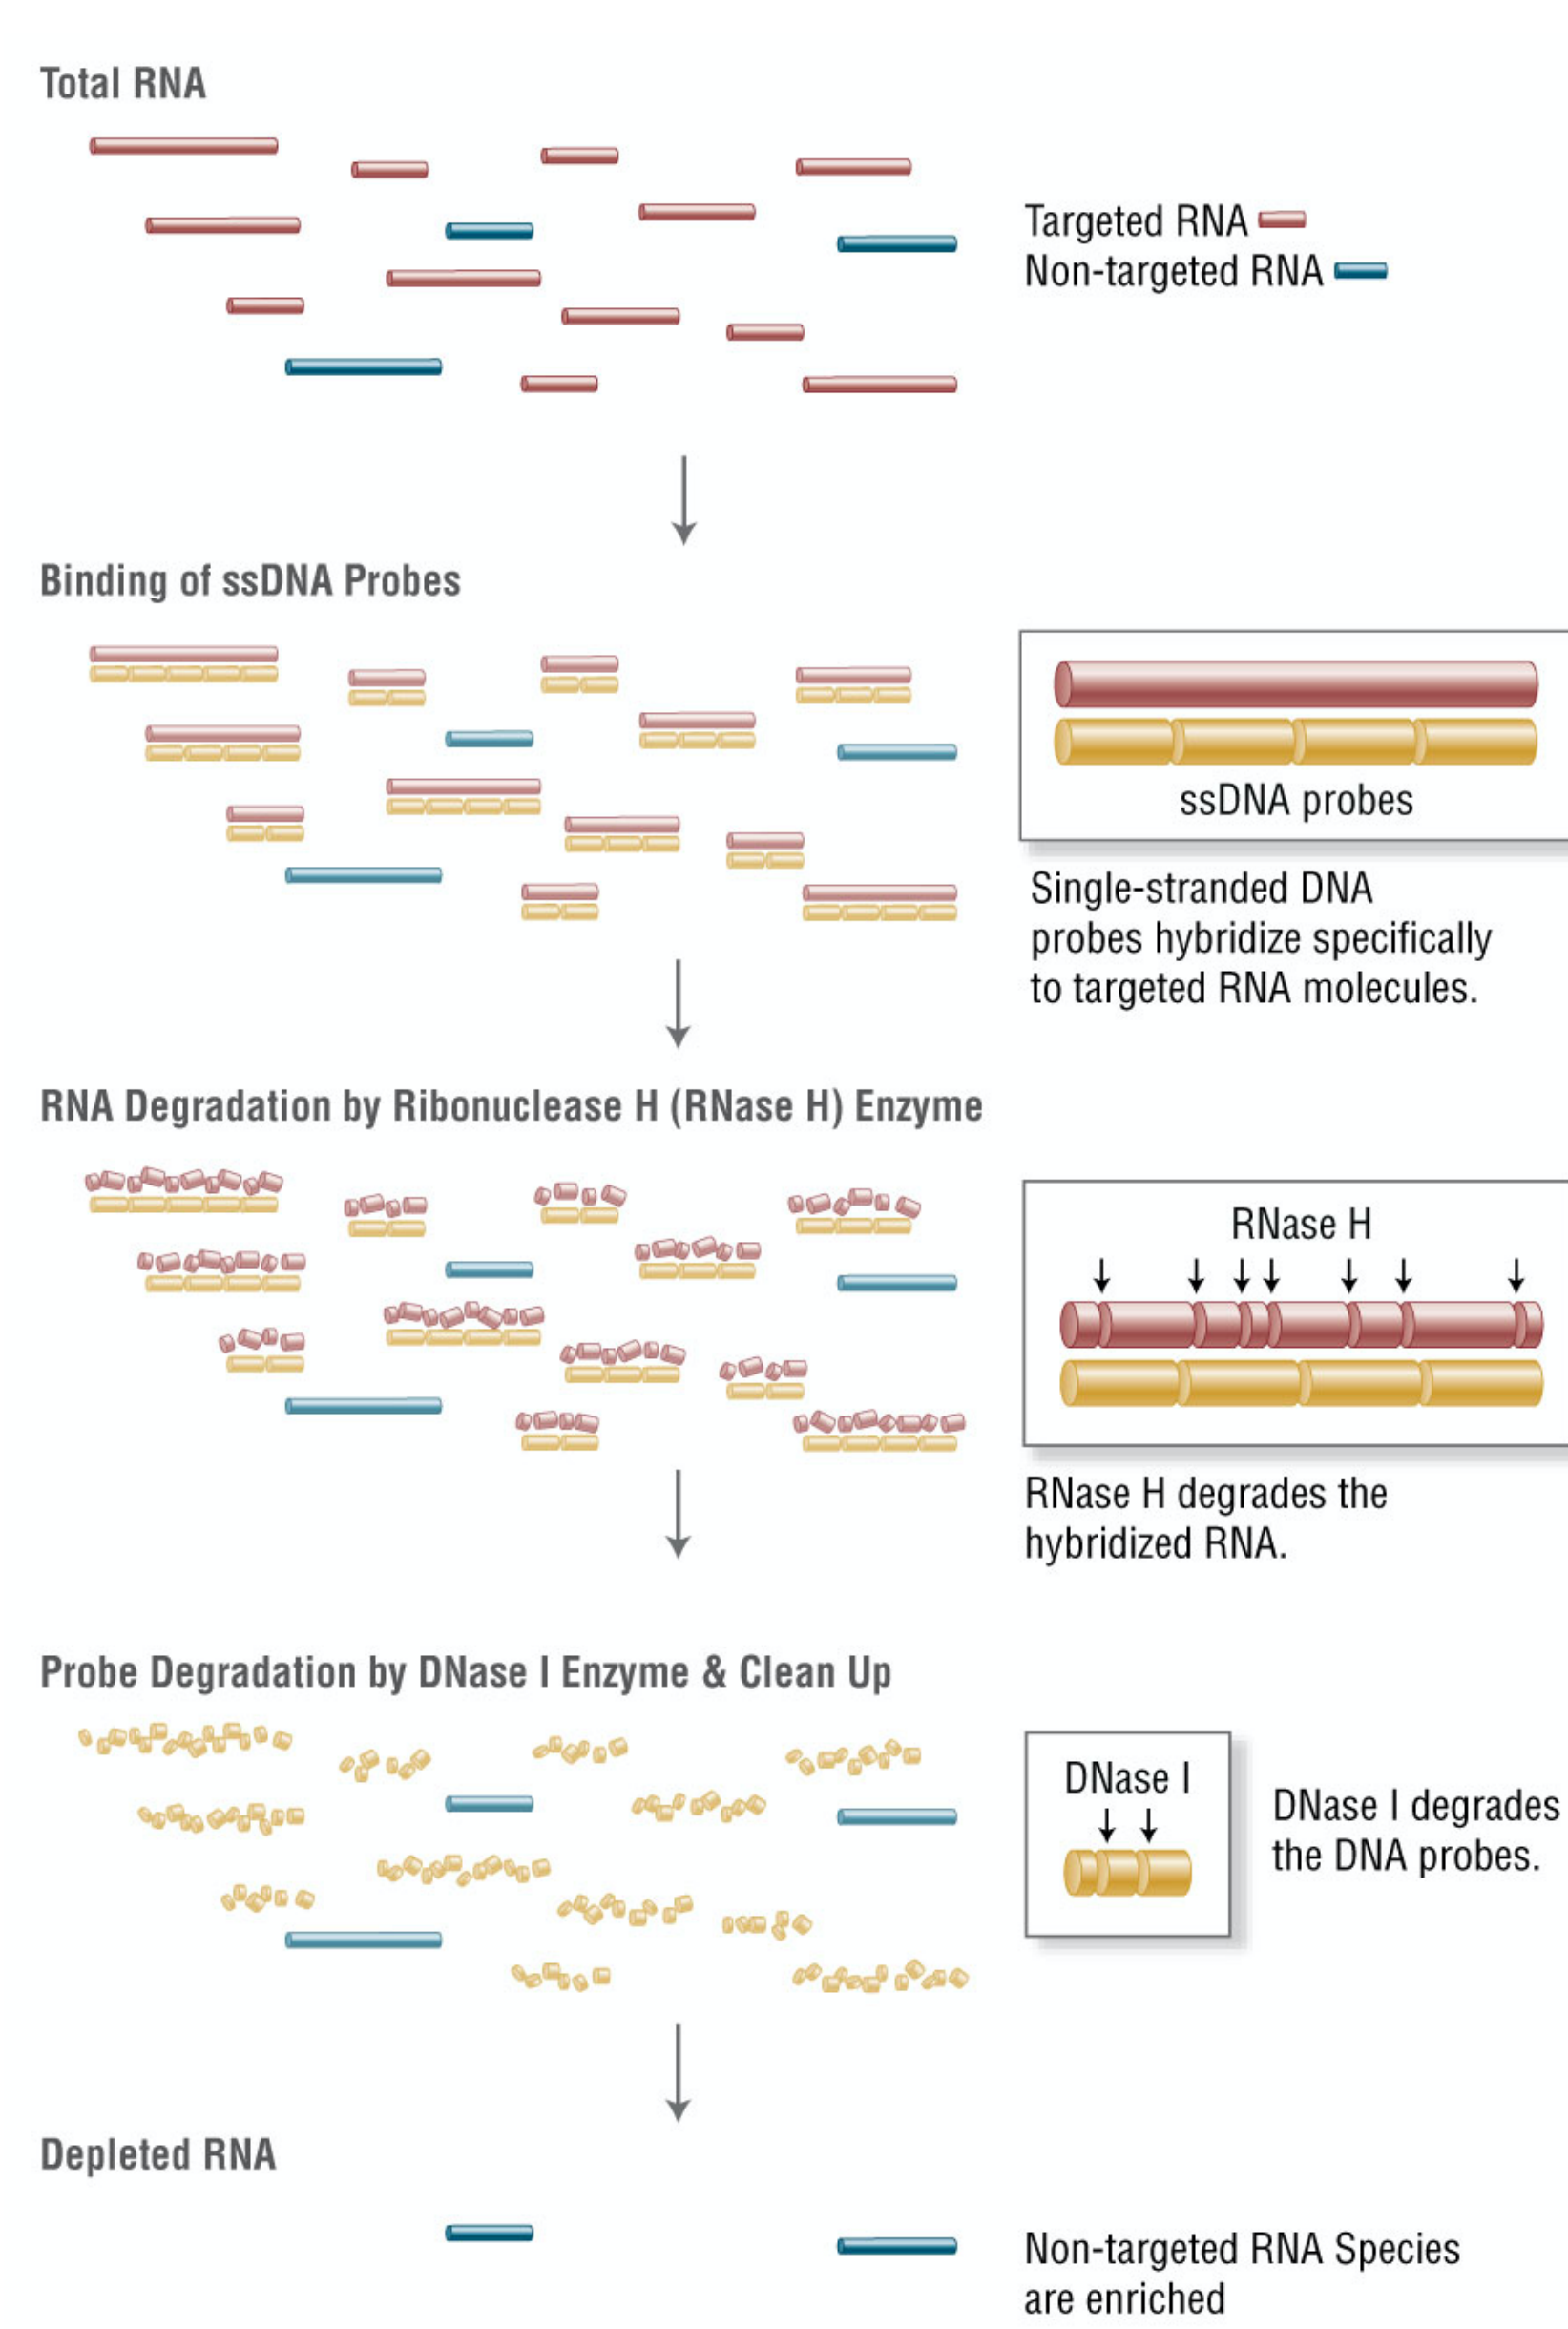 Total RNA
Targeted RNA
Non-targeted RNA
Binding of ssDNA Probes
ssDNA probes
Single-stranded DNA
probes hybridize specifically
to targeted RNA molecules.
RNA Degradation by Ribonuclease H (RNase H) Enzyme
RNase H
RNase H degrades the
hybridized RNA.
Probe Degradation by DNase I Enzyme & Clean Up
DNase I
DNase I degrades
the DNA probes.
Depleted RNA
Non-targeted RNA Species
are enriched